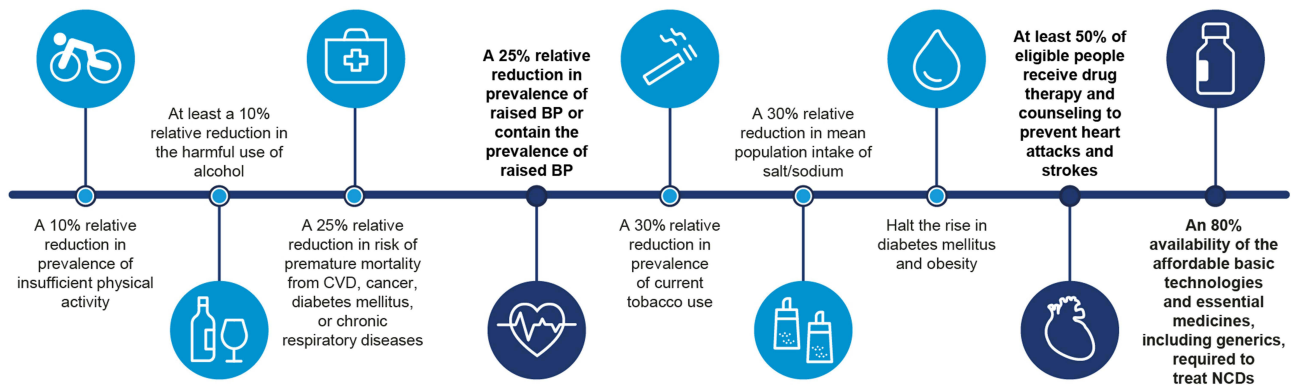 A 10% relative
reduction in
prevalence of
insufficient physical
activity
At least a 10%
relative reduction in
the harmful use of
alcohol
A 25% relative
reduction in risk of
premature mortality
from CVD, cancer,
diabetes mellitus,
or chronic
respiratory diseases
A 25% relative
reduction in
prevalence of
raised BP or
contain the
prevalence of
raised BP
A 30% relative
reduction in
prevalence
of current
tobacco use
A 30% relative
reduction in mean
population intake of
salt/sodium
Halt the rise in
diabetes mellitus
and obesity
At least 50% of
eligible people
receive drug
therapy and
counseling to
prevent heart
attacks and
strokes
An 80%
availability of the
affordable basic
technologies
and essential
medicines,
including generics,
required to
treat NCDs